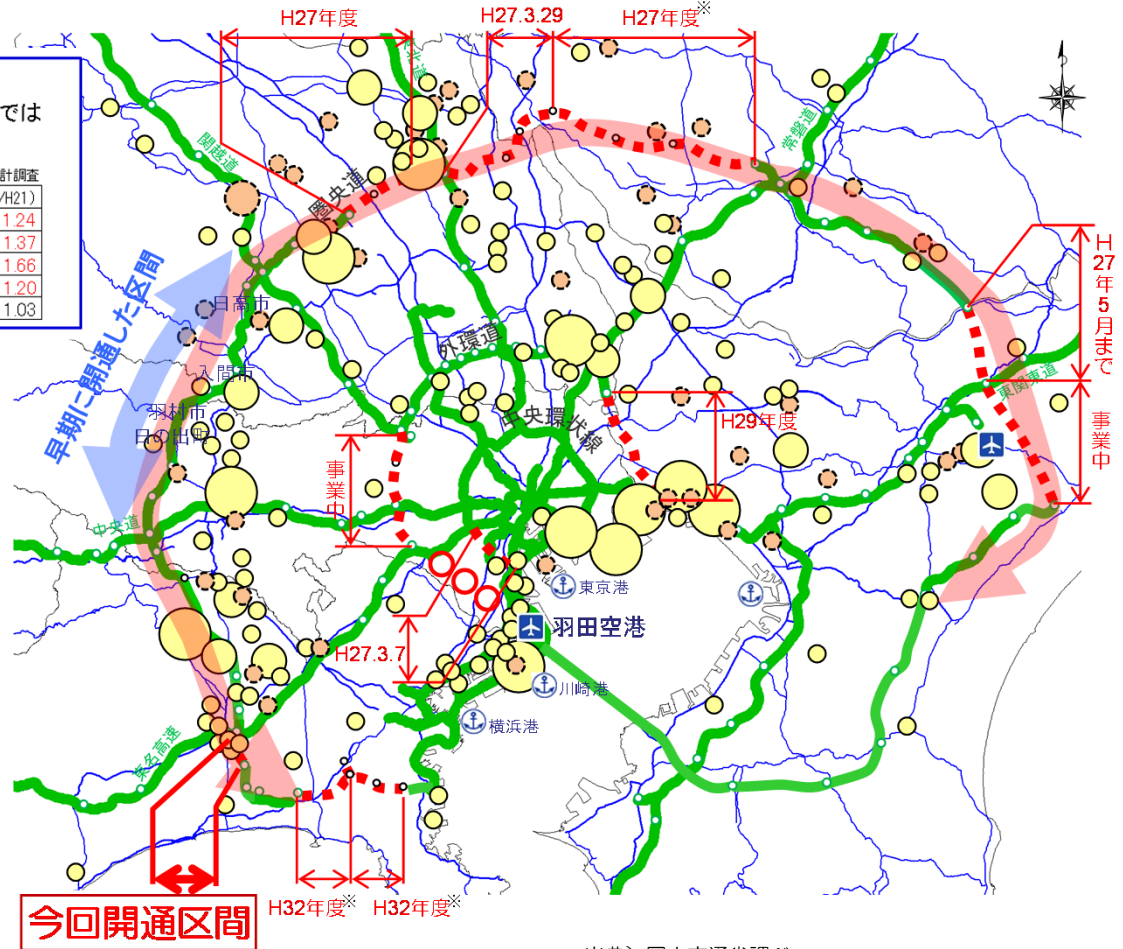 H27年度
H27.3.29
H27年度※
では
計調査
/H21)
1.24
1.37
1.66
1.20
1.03
東北道
関越道
常磐道
圏央道
早期に開通した区間
日高市
入間市
羽村市
日の出町
外環道
中央環状線
H27年5月まで
東関東道
事業中
H29年度
事業中
中央道
東京港
羽田空港
H27.3.7
川崎港
横浜港
東名高速
今回開通区間
H32年度※
H32年度※